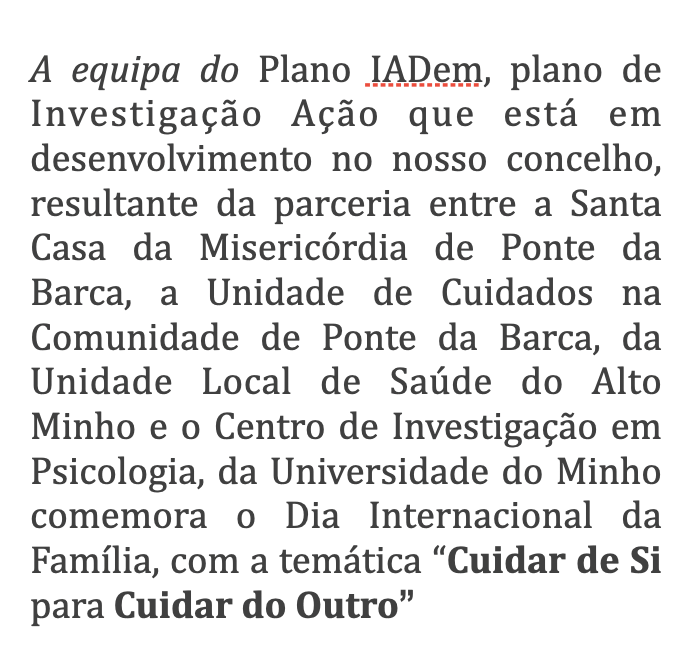 A equipa do Plano IADem, plano de
Investigação Ação que está em
desenvolvimento no nosso concelho,
resultante da parceria entre a Santa
Casa da Misericórdia de Ponte da
Barca, a Unidade de Cuidados na
Comunidade de Ponte da Barca, da
Unidade Local de Saúde do Alto
Minho e o Centro de Investigação em
Psicologia, da Universidade do Minho
comemora o Dia Internacional da
Família, com a temática “Cuidar de Si
para Cuidar do Outro”